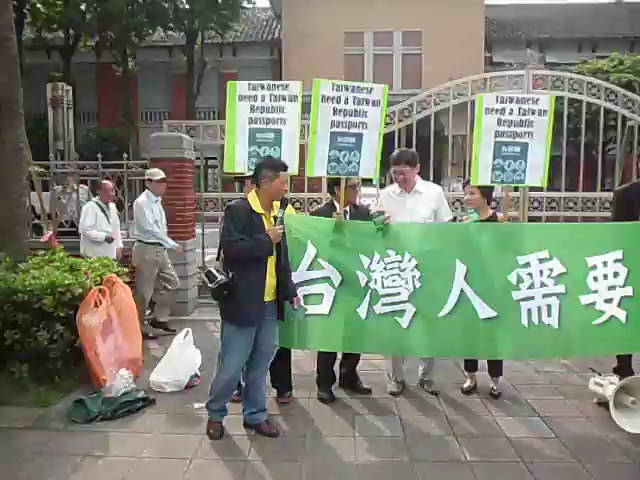 Taiwanese
need a Taiwan
Republic
passports
Taiwanese
need a Taiwan
Republic
passports
Taiwanese
need a Taiwan
Republic
passports
台灣人需要